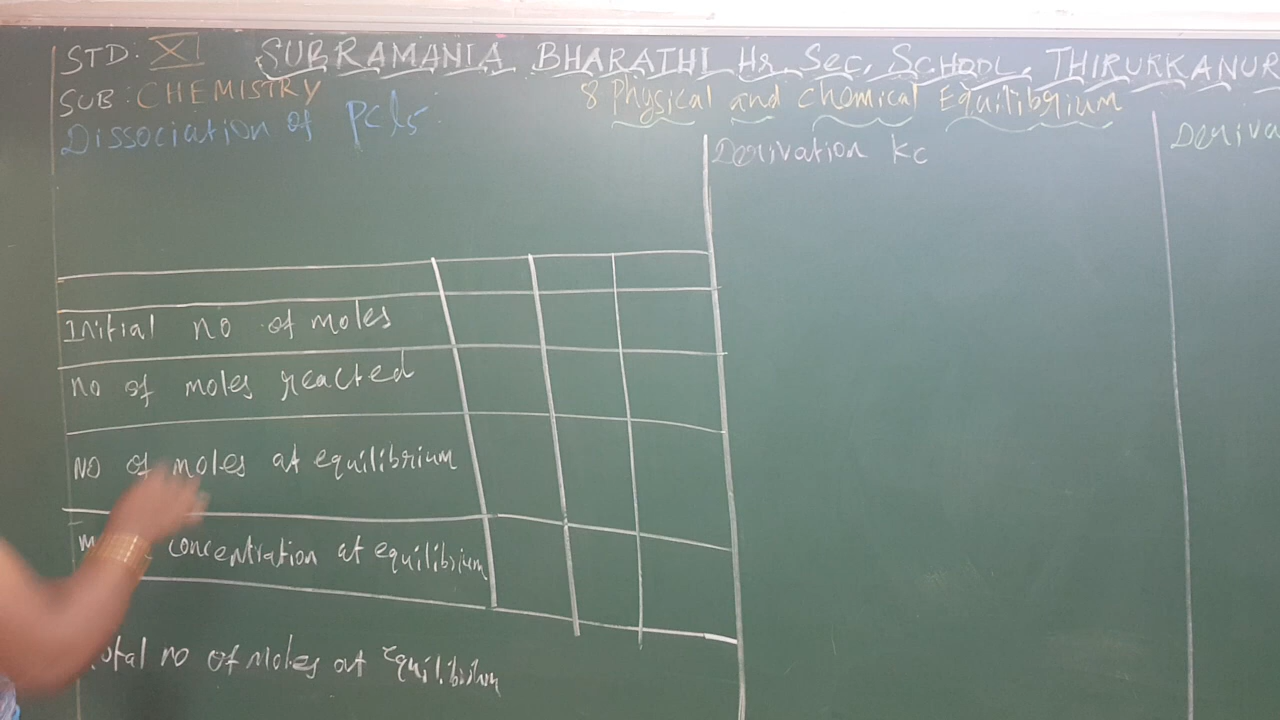 STD: XI SUBRAMANIA BHARATHI Hr. Sec, SCHOOL, THIRUKKANUR
SUB: CHEMISTRY
8 Physical and chemical Equilibrium
Dissociation of PCl5
Derivation Kc
Deriva
Initial no of moles
no of moles reacted
No of moles at equilibrium
concentration at equilibrium
otal no of Moles at Equilibrium